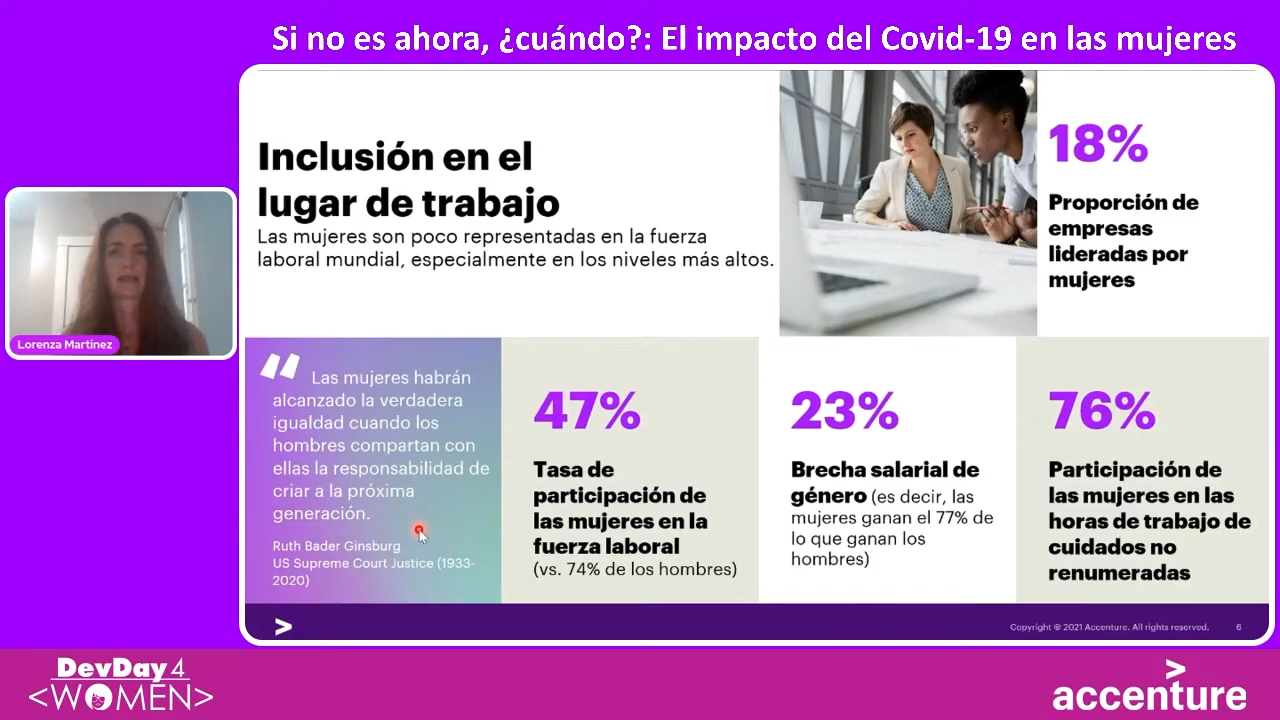 Si no es ahora, ¿cuándo?: El impacto del Covid-19 en las mujeres
Inclusión en el
lugar de trabajo
Las mujeres son poco representadas en la fuerza
laboral mundial, especialmente en los niveles más altos.
18%
Proporción de
empresas
lideradas por
mujeres
Lorenza Martinez
“ Las mujeres habrán
alcanzado la verdadera
igualdad cuando los
hombres compartan con
ellas la responsabilidad de
criar a la próxima
generación.
Ruth Bader Ginsburg
US Supreme Court Justice (1933-
2020)
47%
Tasa de
participación de
las mujeres en la
fuerza laboral
(vs. 74% de los hombres)
23%
Brecha salarial de
género (es decir, las
mujeres ganan el 77% de
lo que ganan los
hombres)
76%
Participación de
las mujeres en las
horas de trabajo de
cuidados no
renumeradas
>
Copyright © 2021 Accenture. All rights reserved. 6
DevDay4
<WOMEN>
>
accenture